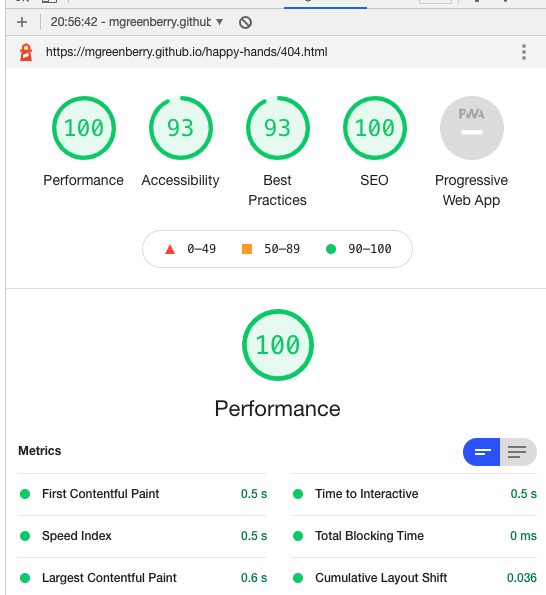 20:56:42 - mgreenberry.github
https://mgreenberry.github.io/happy-hands/404.html
100 93 93 100 PWA
Performance Accessibility Best Practices SEO Progressive Web App
0–49 50–89 90–100
100
Performance
Metrics
First Contentful Paint 0.5 s Time to Interactive 0.5 s
Speed Index 0.5 s Total Blocking Time 0 ms
Largest Contentful Paint 0.6 s Cumulative Layout Shift 0.036